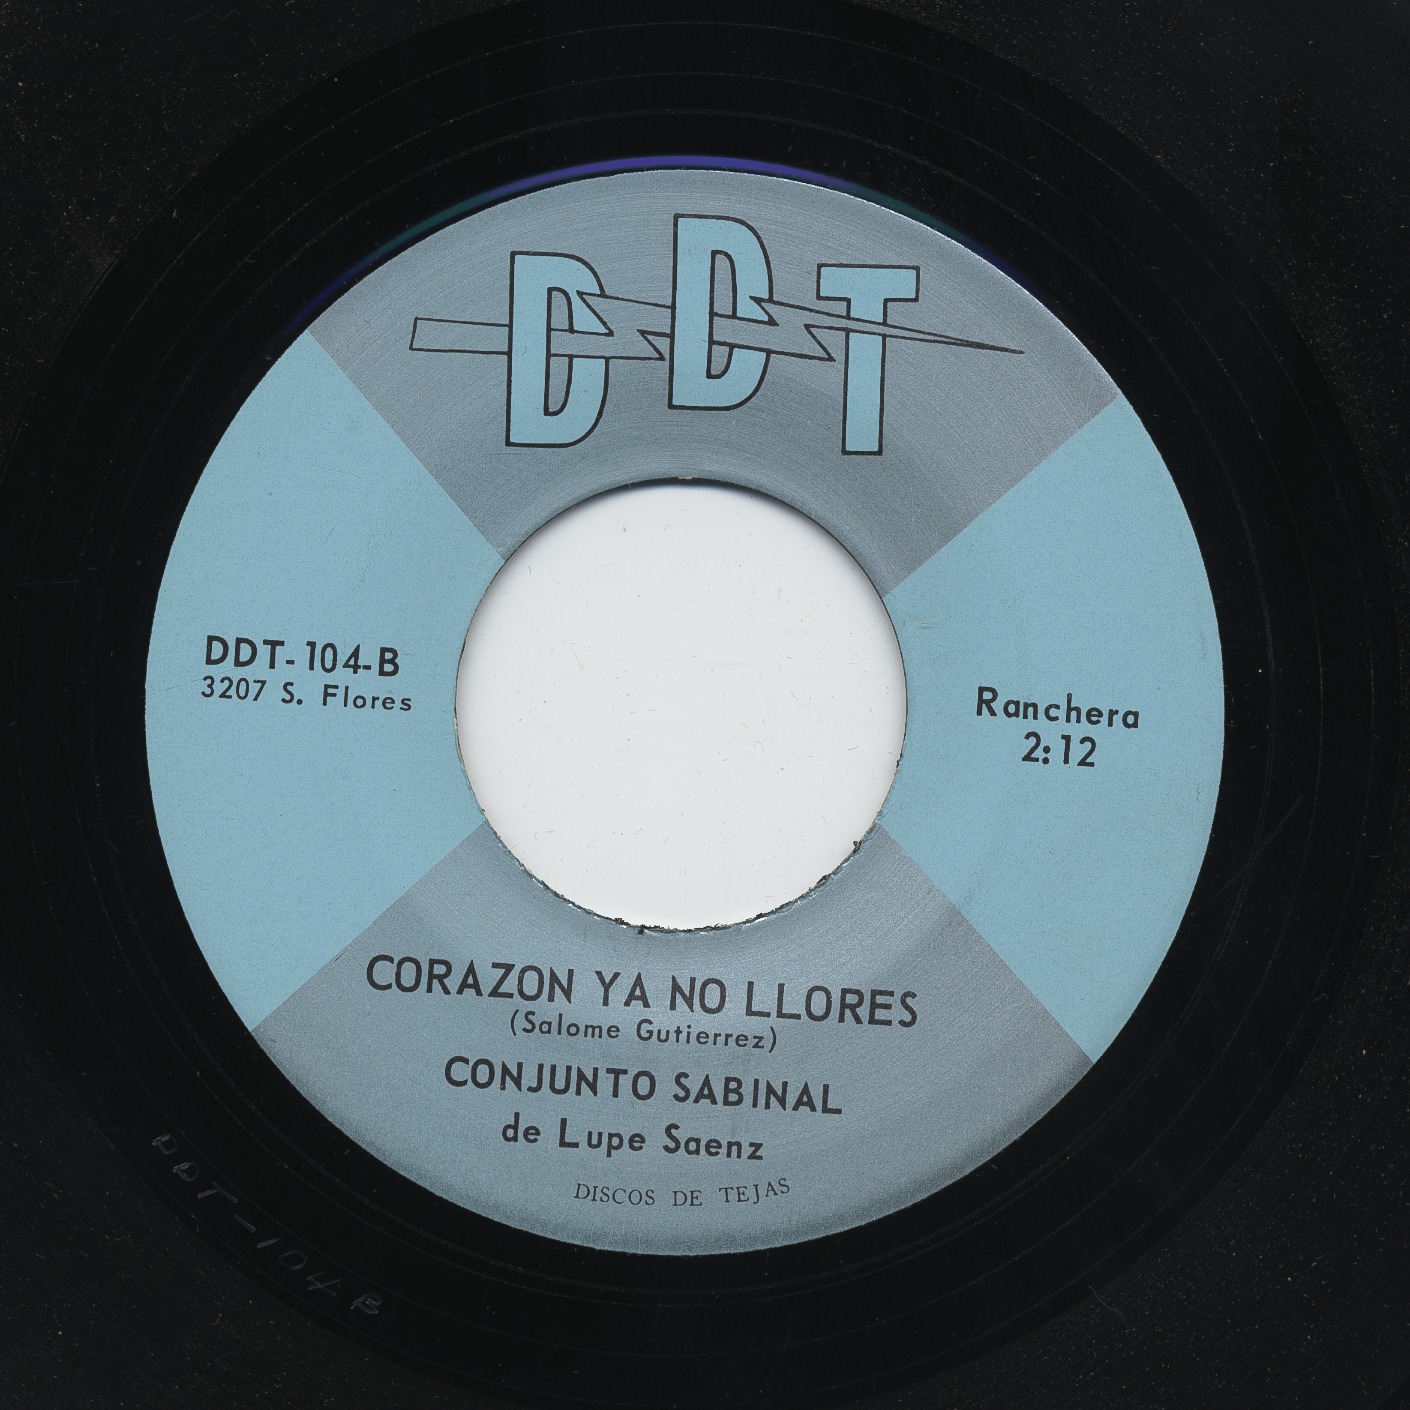 DDT
DDT-104-B
3207 S. Flores
Ranchera
2:12
CORAZON YA NO LLORES
(Salome Gutierrez)
CONJUNTO SABINAL
de Lupe Saenz
DISCOS DE TEJAS
DDT-104 B